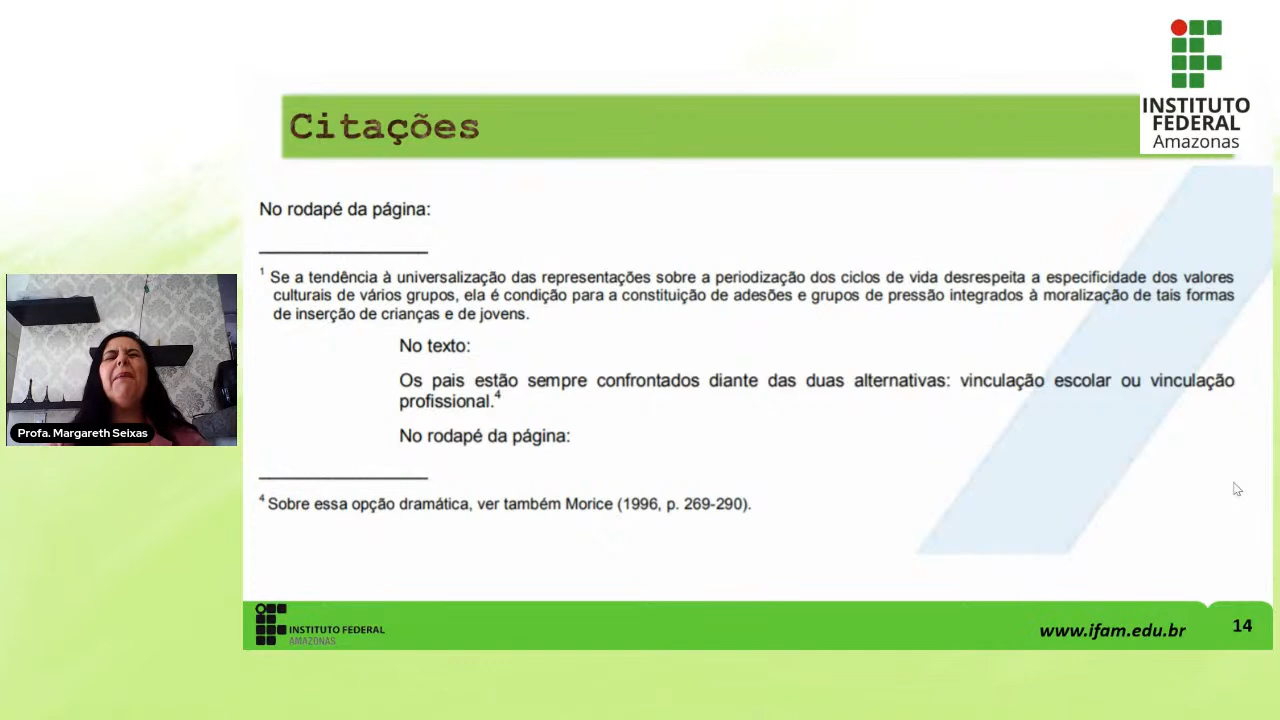 INSTITUTO
FEDERAL
Amazonas
Citações
No rodapé da página:
1 Se a tendência à universalização das representações sobre a periodização dos ciclos de vida desrespeita a especificidade dos valores
culturais de vários grupos, ela é condição para a constituição de adesões e grupos de pressão integrados à moralização de tais formas
de inserção de crianças e de jovens.
No texto:
Os pais estão sempre confrontados diante das duas alternativas: vinculação escolar ou vinculação
profissional.4
No rodapé da página:
4 Sobre essa opção dramática, ver também Morice (1996, p. 269-290).
Profa. Margareth Seixas
INSTITUTO FEDERAL
AMAZONAS
www.ifam.edu.br
14